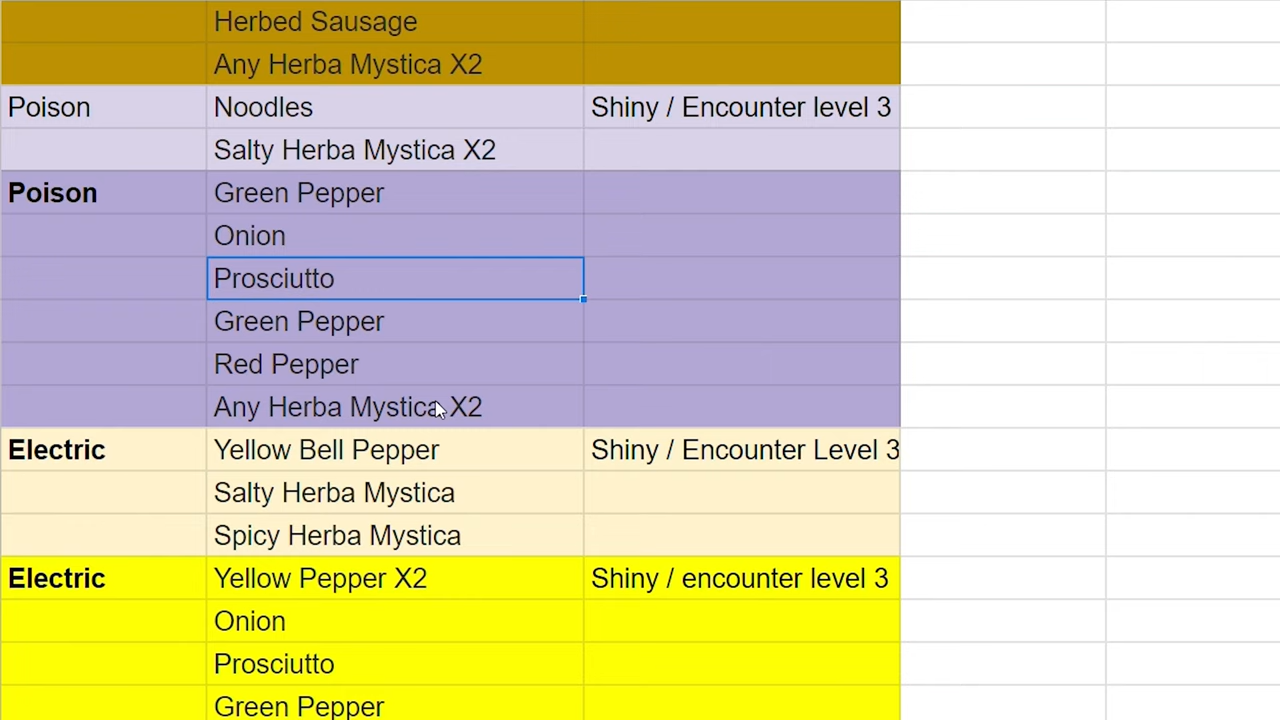 Herbed Sausage
Any Herba Mystica X2
Poison Noodles Shiny / Encounter level 3
Salty Herba Mystica X2
Poison Green Pepper
Onion
Prosciutto
Green Pepper
Red Pepper
Any Herba Mystica X2
Electric Yellow Bell Pepper Shiny / Encounter Level 3
Salty Herba Mystica
Spicy Herba Mystica
Electric Yellow Pepper X2 Shiny / encounter level 3
Onion
Prosciutto
Green Pepper